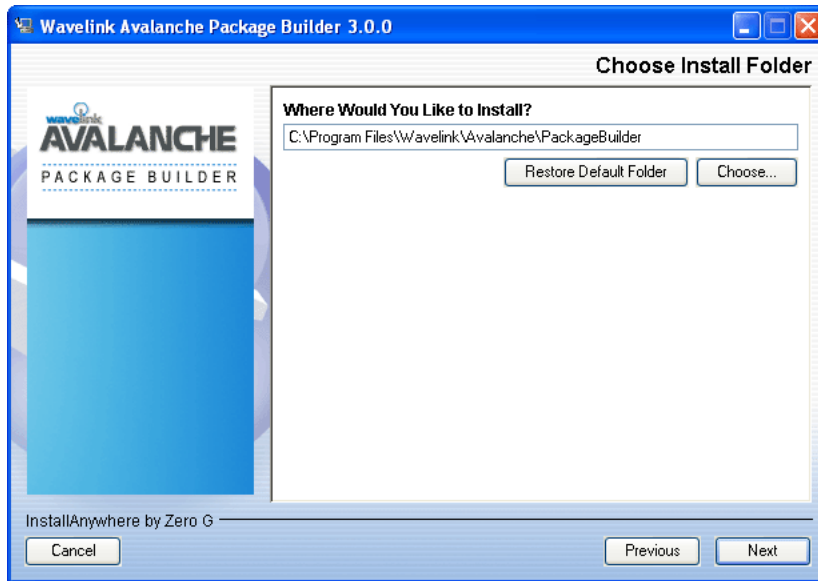 Wavelink Avalanche Package Builder 3.0.0
Choose Install Folder
wavelink
AVALANCHE
PACKAGE BUILDER
Where Would You Like to Install?
C:\Program Files\Wavelink\Avalanche\PackageBuilder
Restore Default Folder
Choose...
InstallAnywhere by Zero G
Cancel
Previous
Next